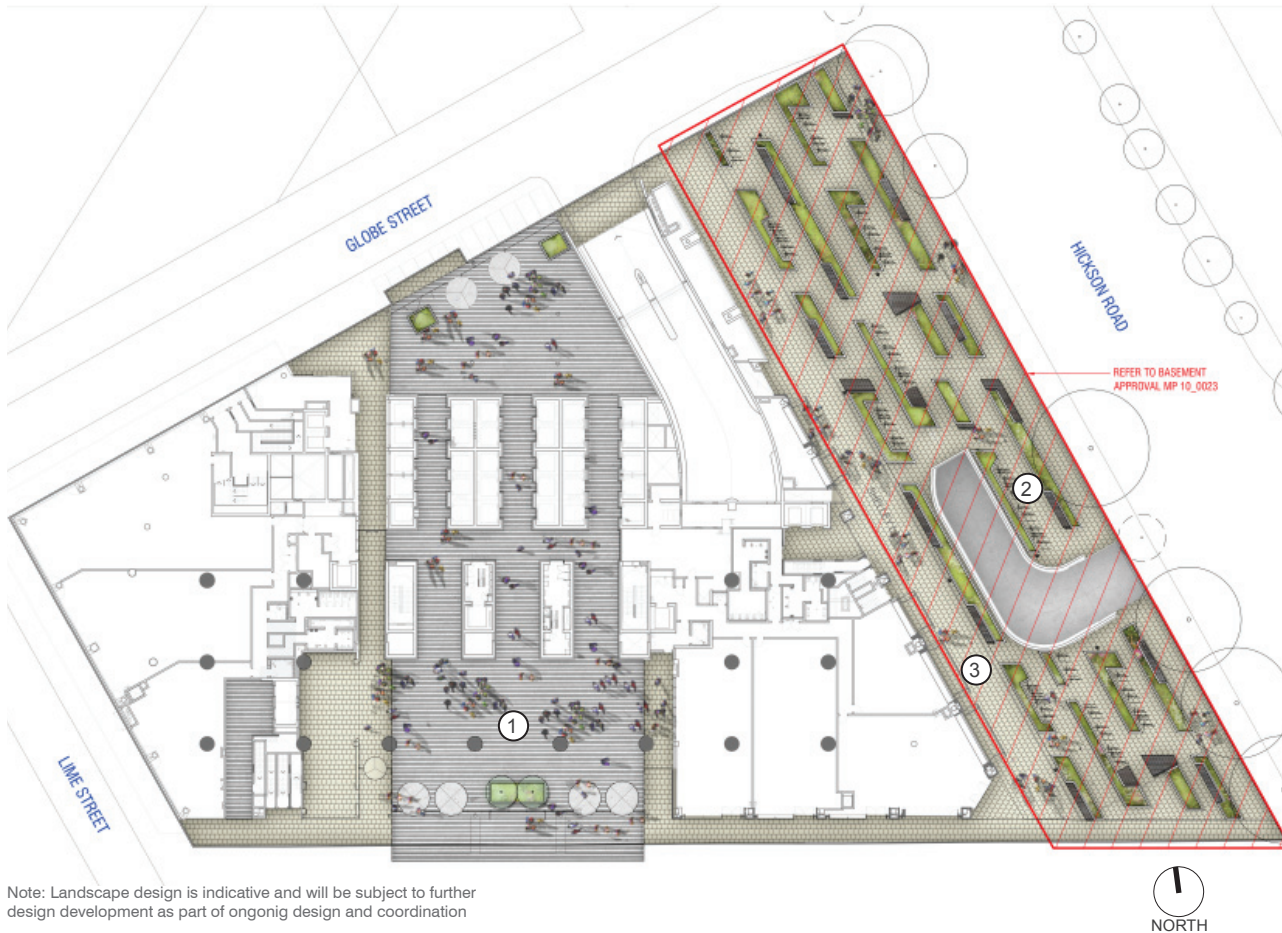 GLOBE STREET
HICKSON ROAD
REFER TO BASEMENT
APPROVAL MP 10_0023
2
3
1
LIME STREET
Note: Landscape design is indicative and will be subject to further
design development as part of ongonig design and coordination
NORTH